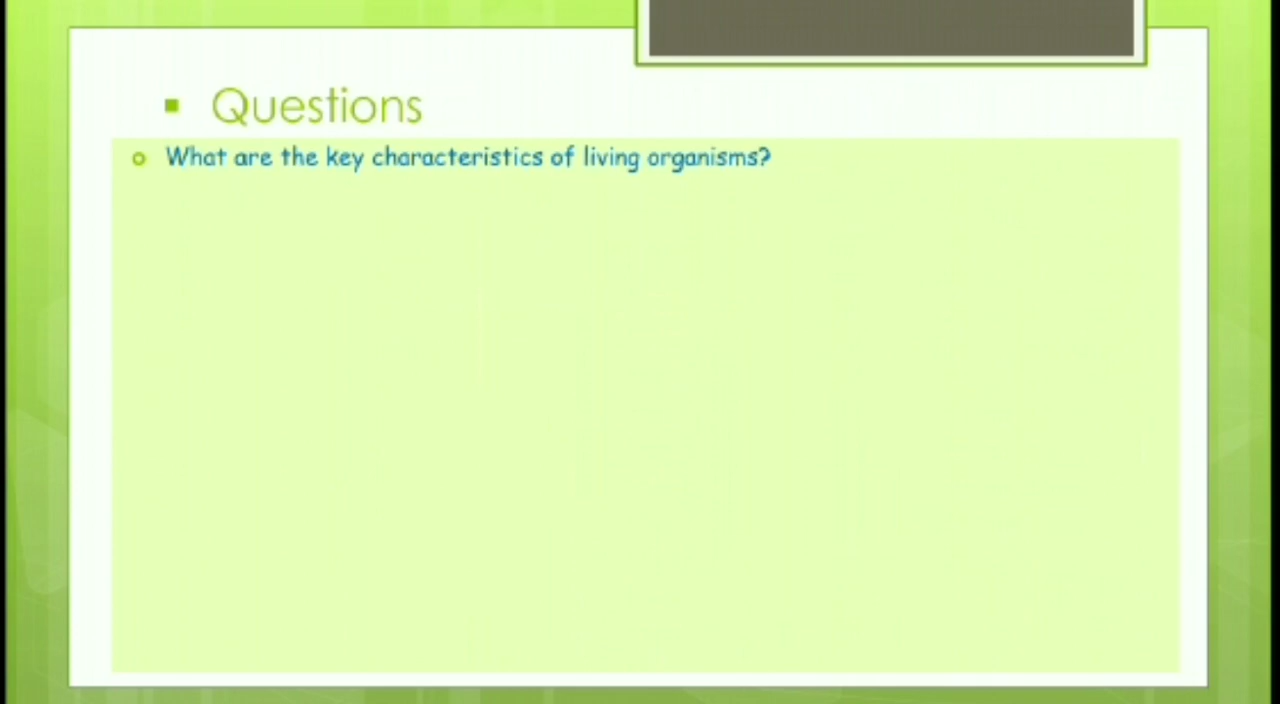 Questions
What are the key characteristics of living organisms?